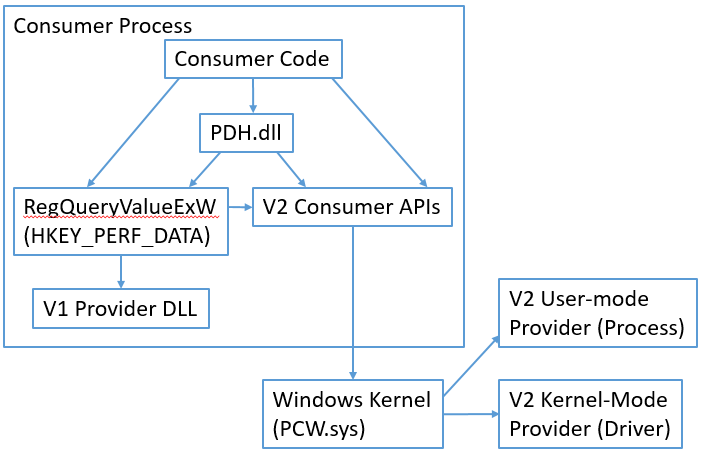 Consumer Process
Consumer Code
PDH.dll
RegQueryValueExW
(HKEY_PERF_DATA)
V2 Consumer APIs
V1 Provider DLL
V2 User-mode
Provider (Process)
Windows Kernel
(PCW.sys)
V2 Kernel-Mode
Provider (Driver)